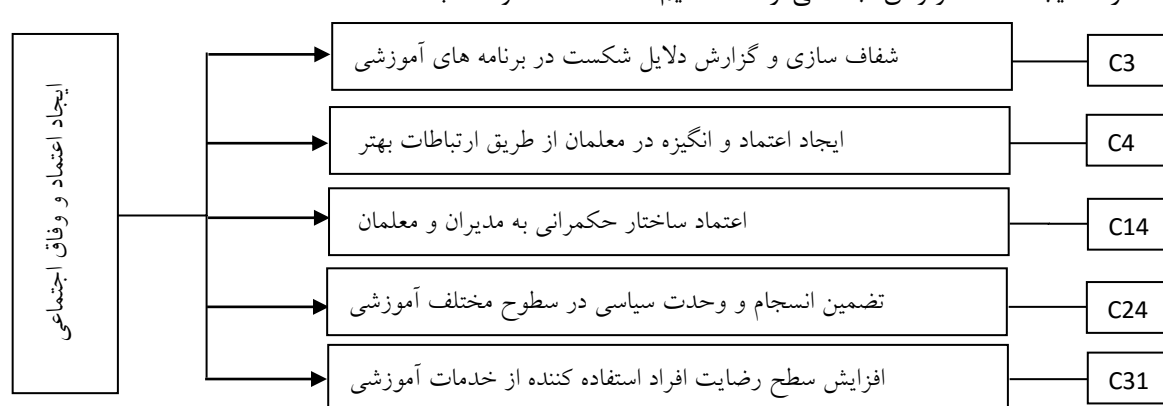 ایجاد اعتماد و وفاق اجتماعی
شفاف سازی و گزارش دلایل شکست در برنامه های آموزشی
C3
ایجاد اعتماد و انگیزه در معلمان از طریق ارتباطات بهتر
C4
اعتماد ساختار حکمرانی به مدیران و معلمان
C14
تضمین انسجام و وحدت سیاسی در سطوح مختلف آموزشی
C24
افزایش سطح رضایت افراد استفاده کننده از خدمات آموزشی
C31